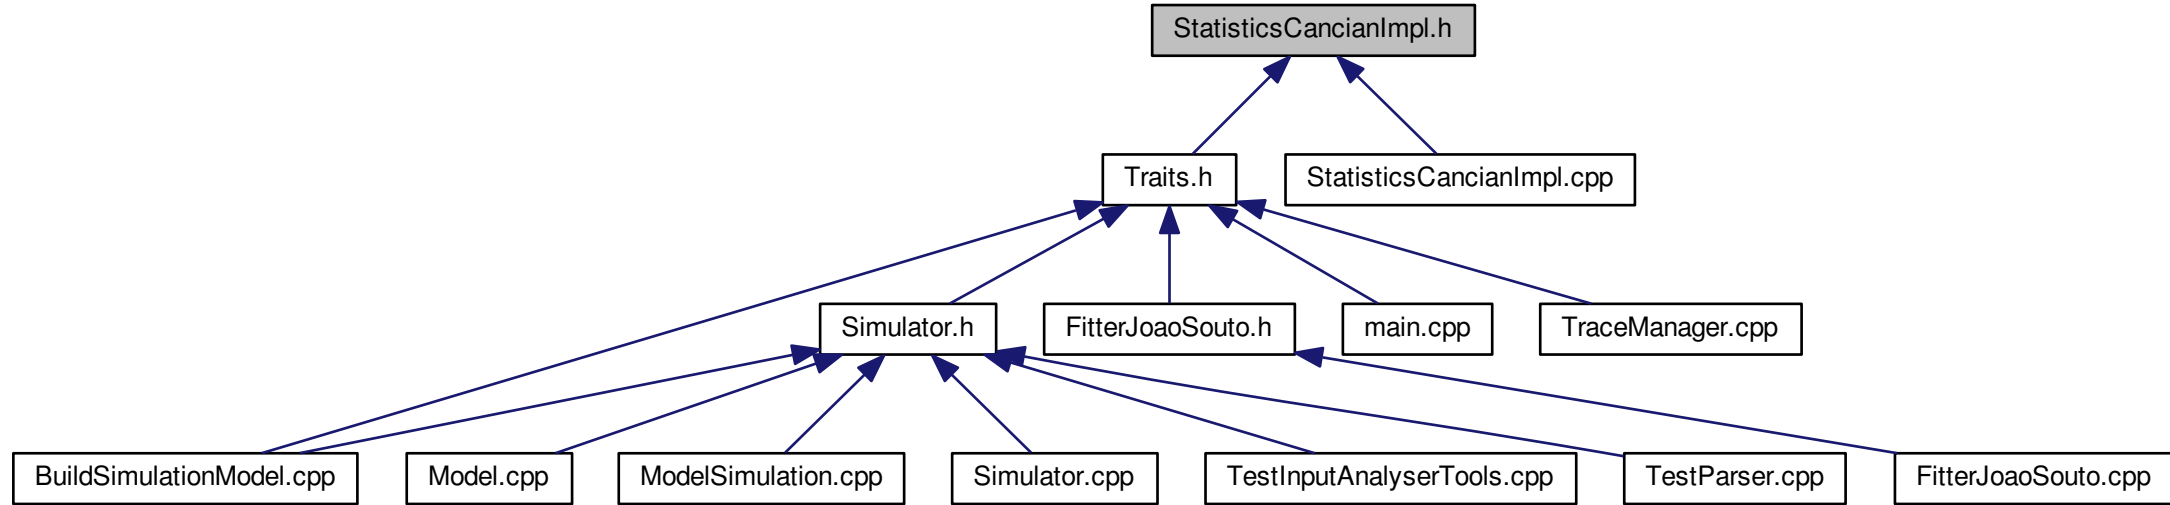 StatisticsCancianImpl.h
Traits.h
StatisticsCancianImpl.cpp
Simulator.h
FitterJoaoSouto.h
main.cpp
TraceManager.cpp
BuildSimulationModel.cpp
Model.cpp
ModelSimulation.cpp
Simulator.cpp
TestInputAnalyserTools.cpp
TestParser.cpp
FitterJoaoSouto.cpp